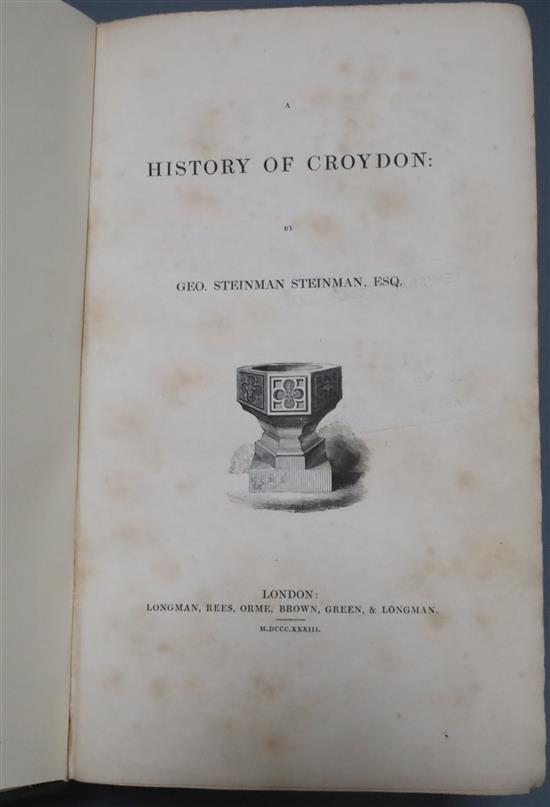 A
HISTORY OF CROYDON:
BY
GEO. STEINMAN STEINMAN, ESQ.
LONDON:
LONGMAN, REES, ORME, BROWN, GREEN, & LONGMAN.
M.DCCC.XXXIII.